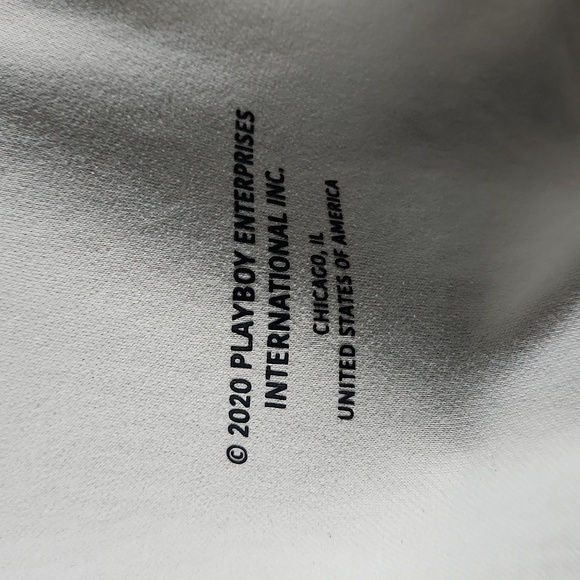 © 2020 PLAYBOY ENTERPRISES
INTERNATIONAL INC.
CHICAGO, IL
UNITED STATES OF AMERICA